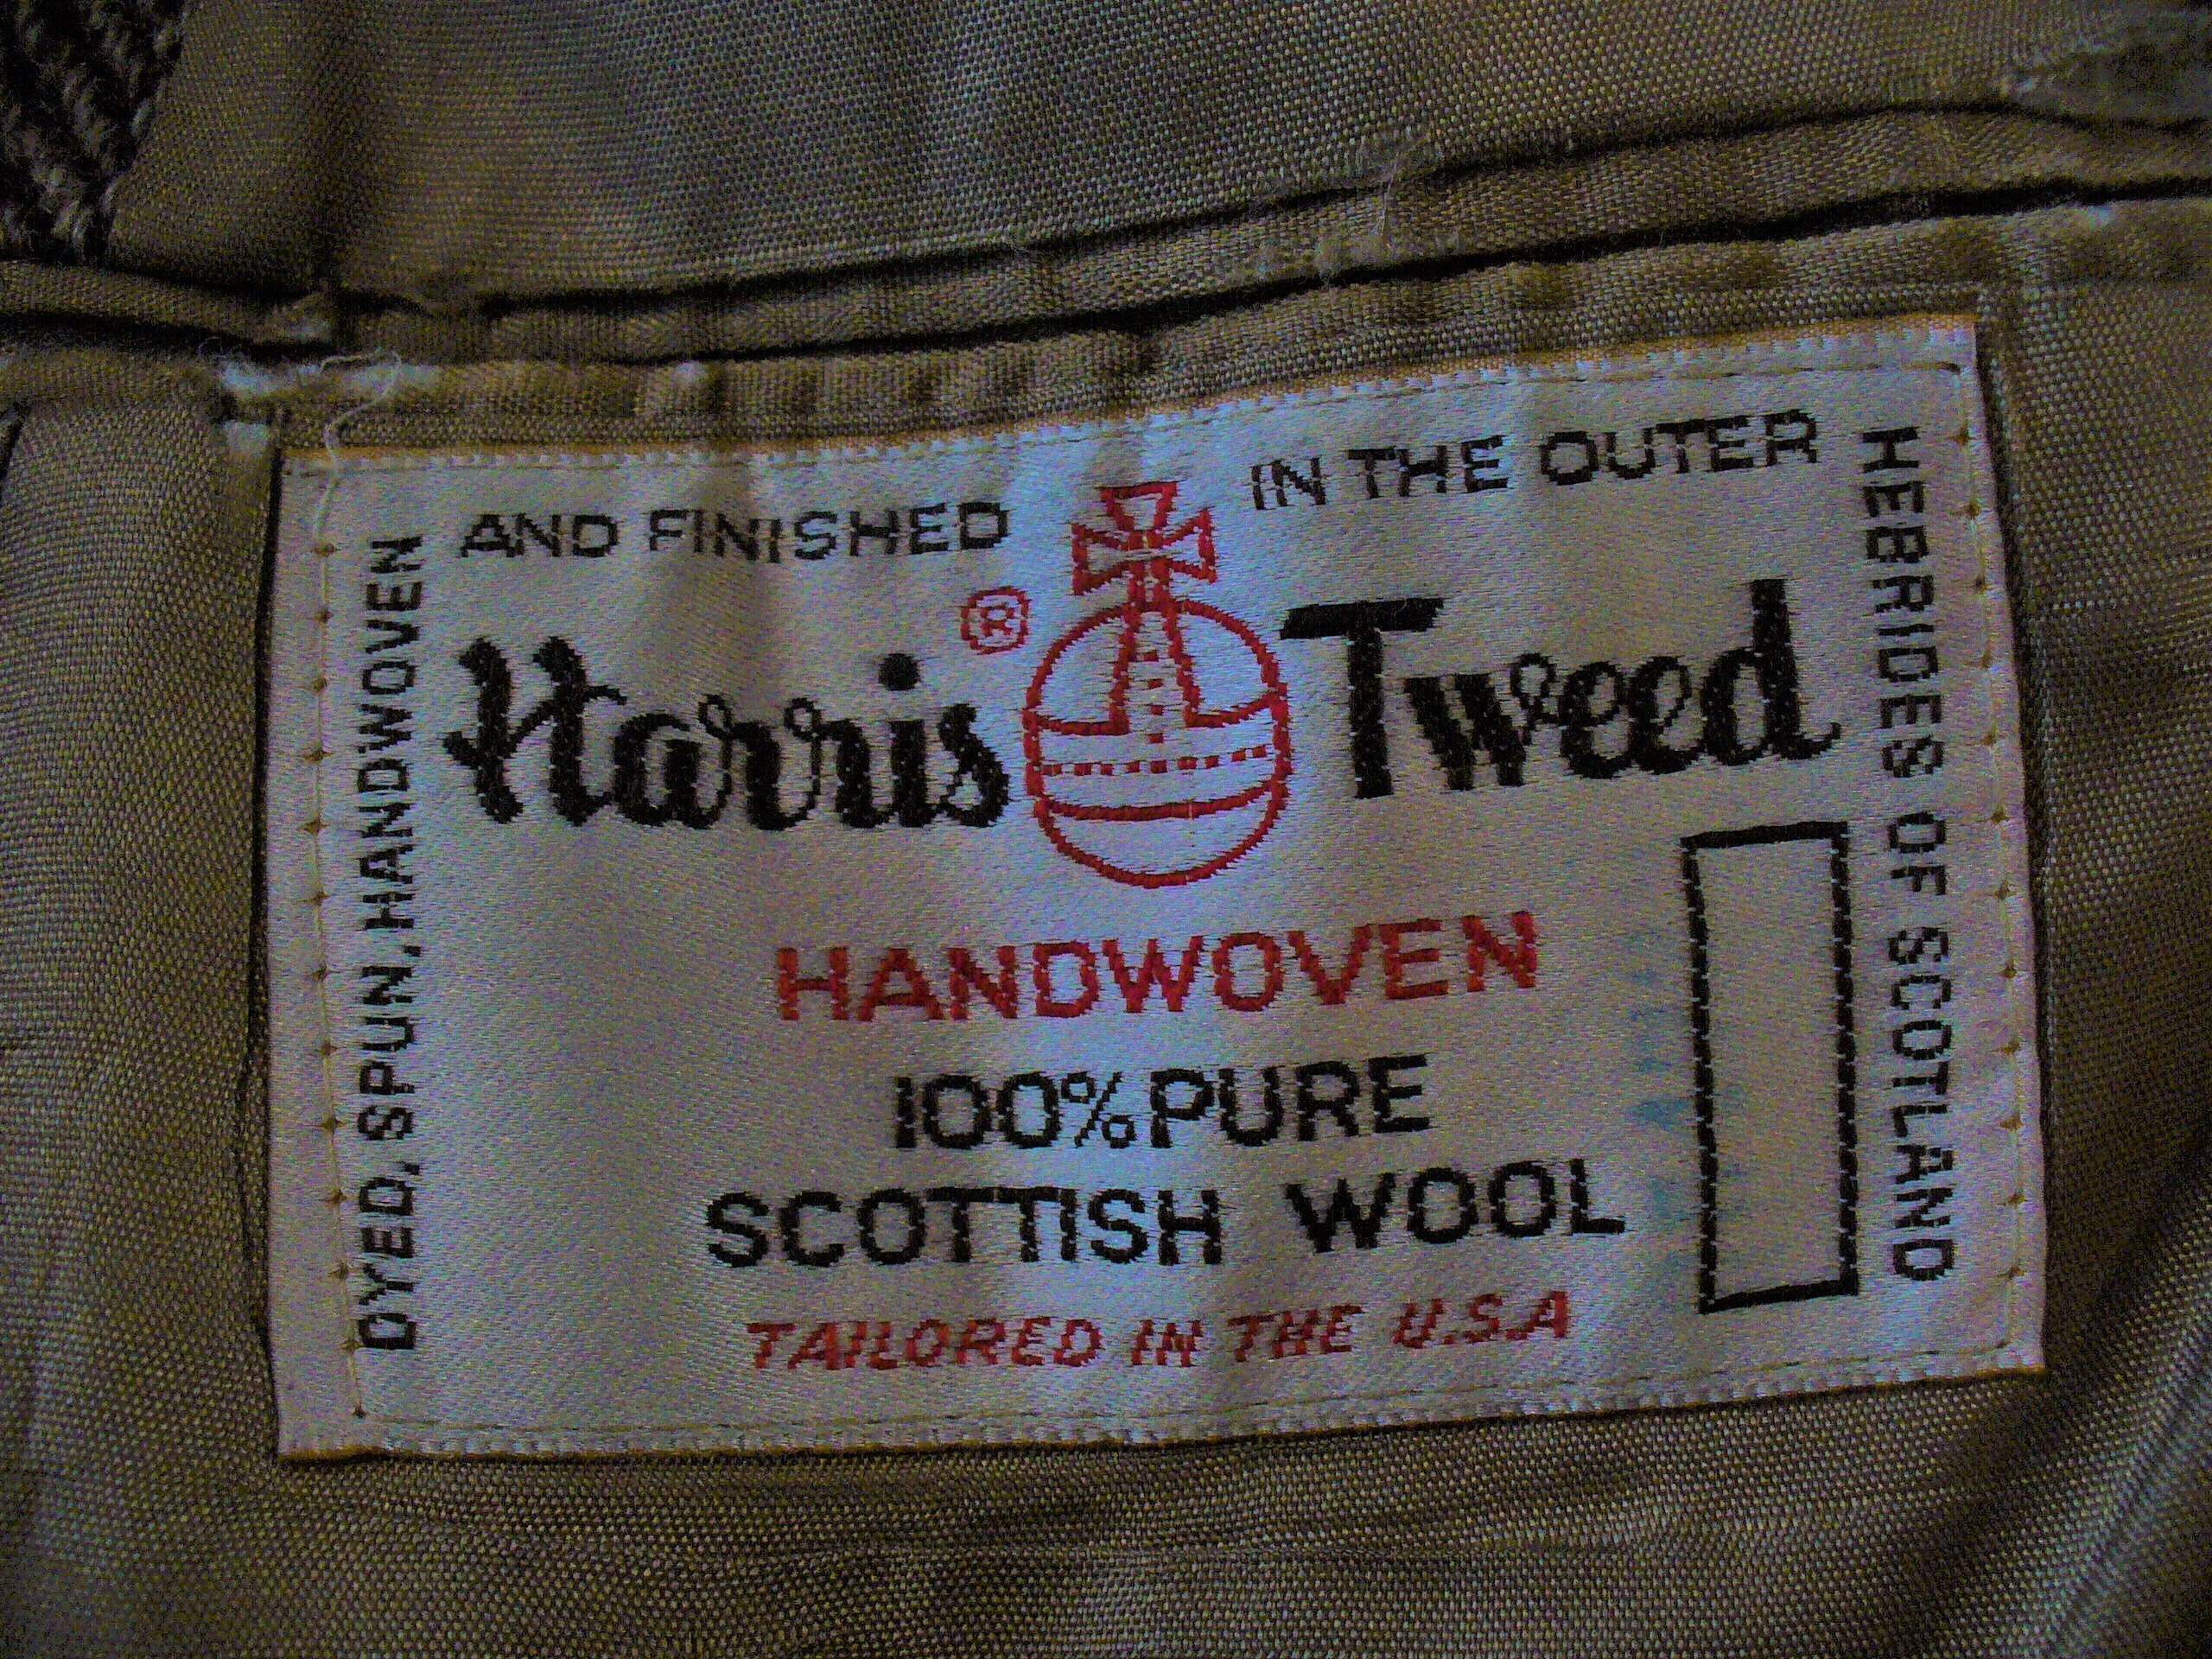 DYED, SPUN, HANDWOVEN
AND FINISHED
IN THE OUTER
HEBRIDES OF SCOTLAND
Harris ® Tweed
HANDWOVEN
100% PURE
SCOTTISH WOOL
TAILORED IN THE U.S.A